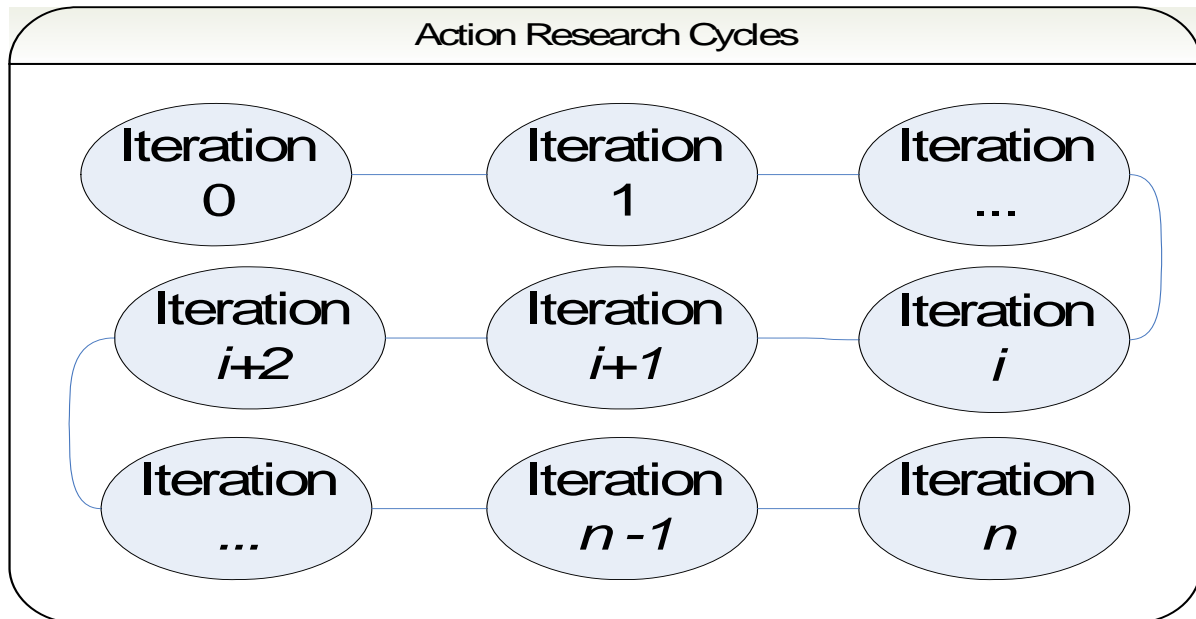 Action Research Cycles
Iteration
0
Iteration
1
Iteration
...
Iteration
i+2
Iteration
i+1
Iteration
i
Iteration
...
Iteration
n -1
Iteration
n